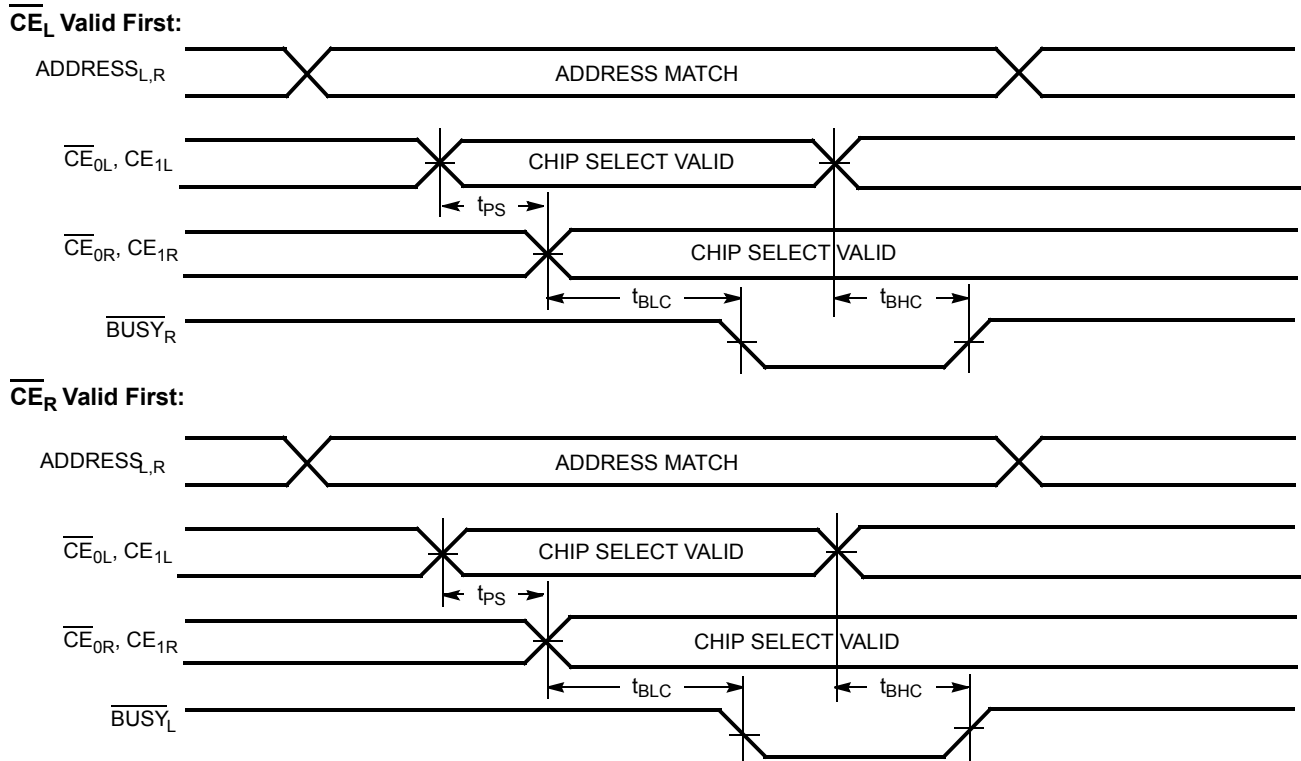 CE_L Valid First:
ADDRESS_L,R
ADDRESS MATCH
CE_0L, CE_1L
CHIP SELECT VALID
t_PS
CE_0R, CE_1R
CHIP SELECT VALID
t_BLC
t_BHC
BUSY_R
CE_R Valid First:
ADDRESS_L,R
ADDRESS MATCH
CE_0L, CE_1L
CHIP SELECT VALID
t_PS
CE_0R, CE_1R
CHIP SELECT VALID
t_BLC
t_BHC
BUSY_L